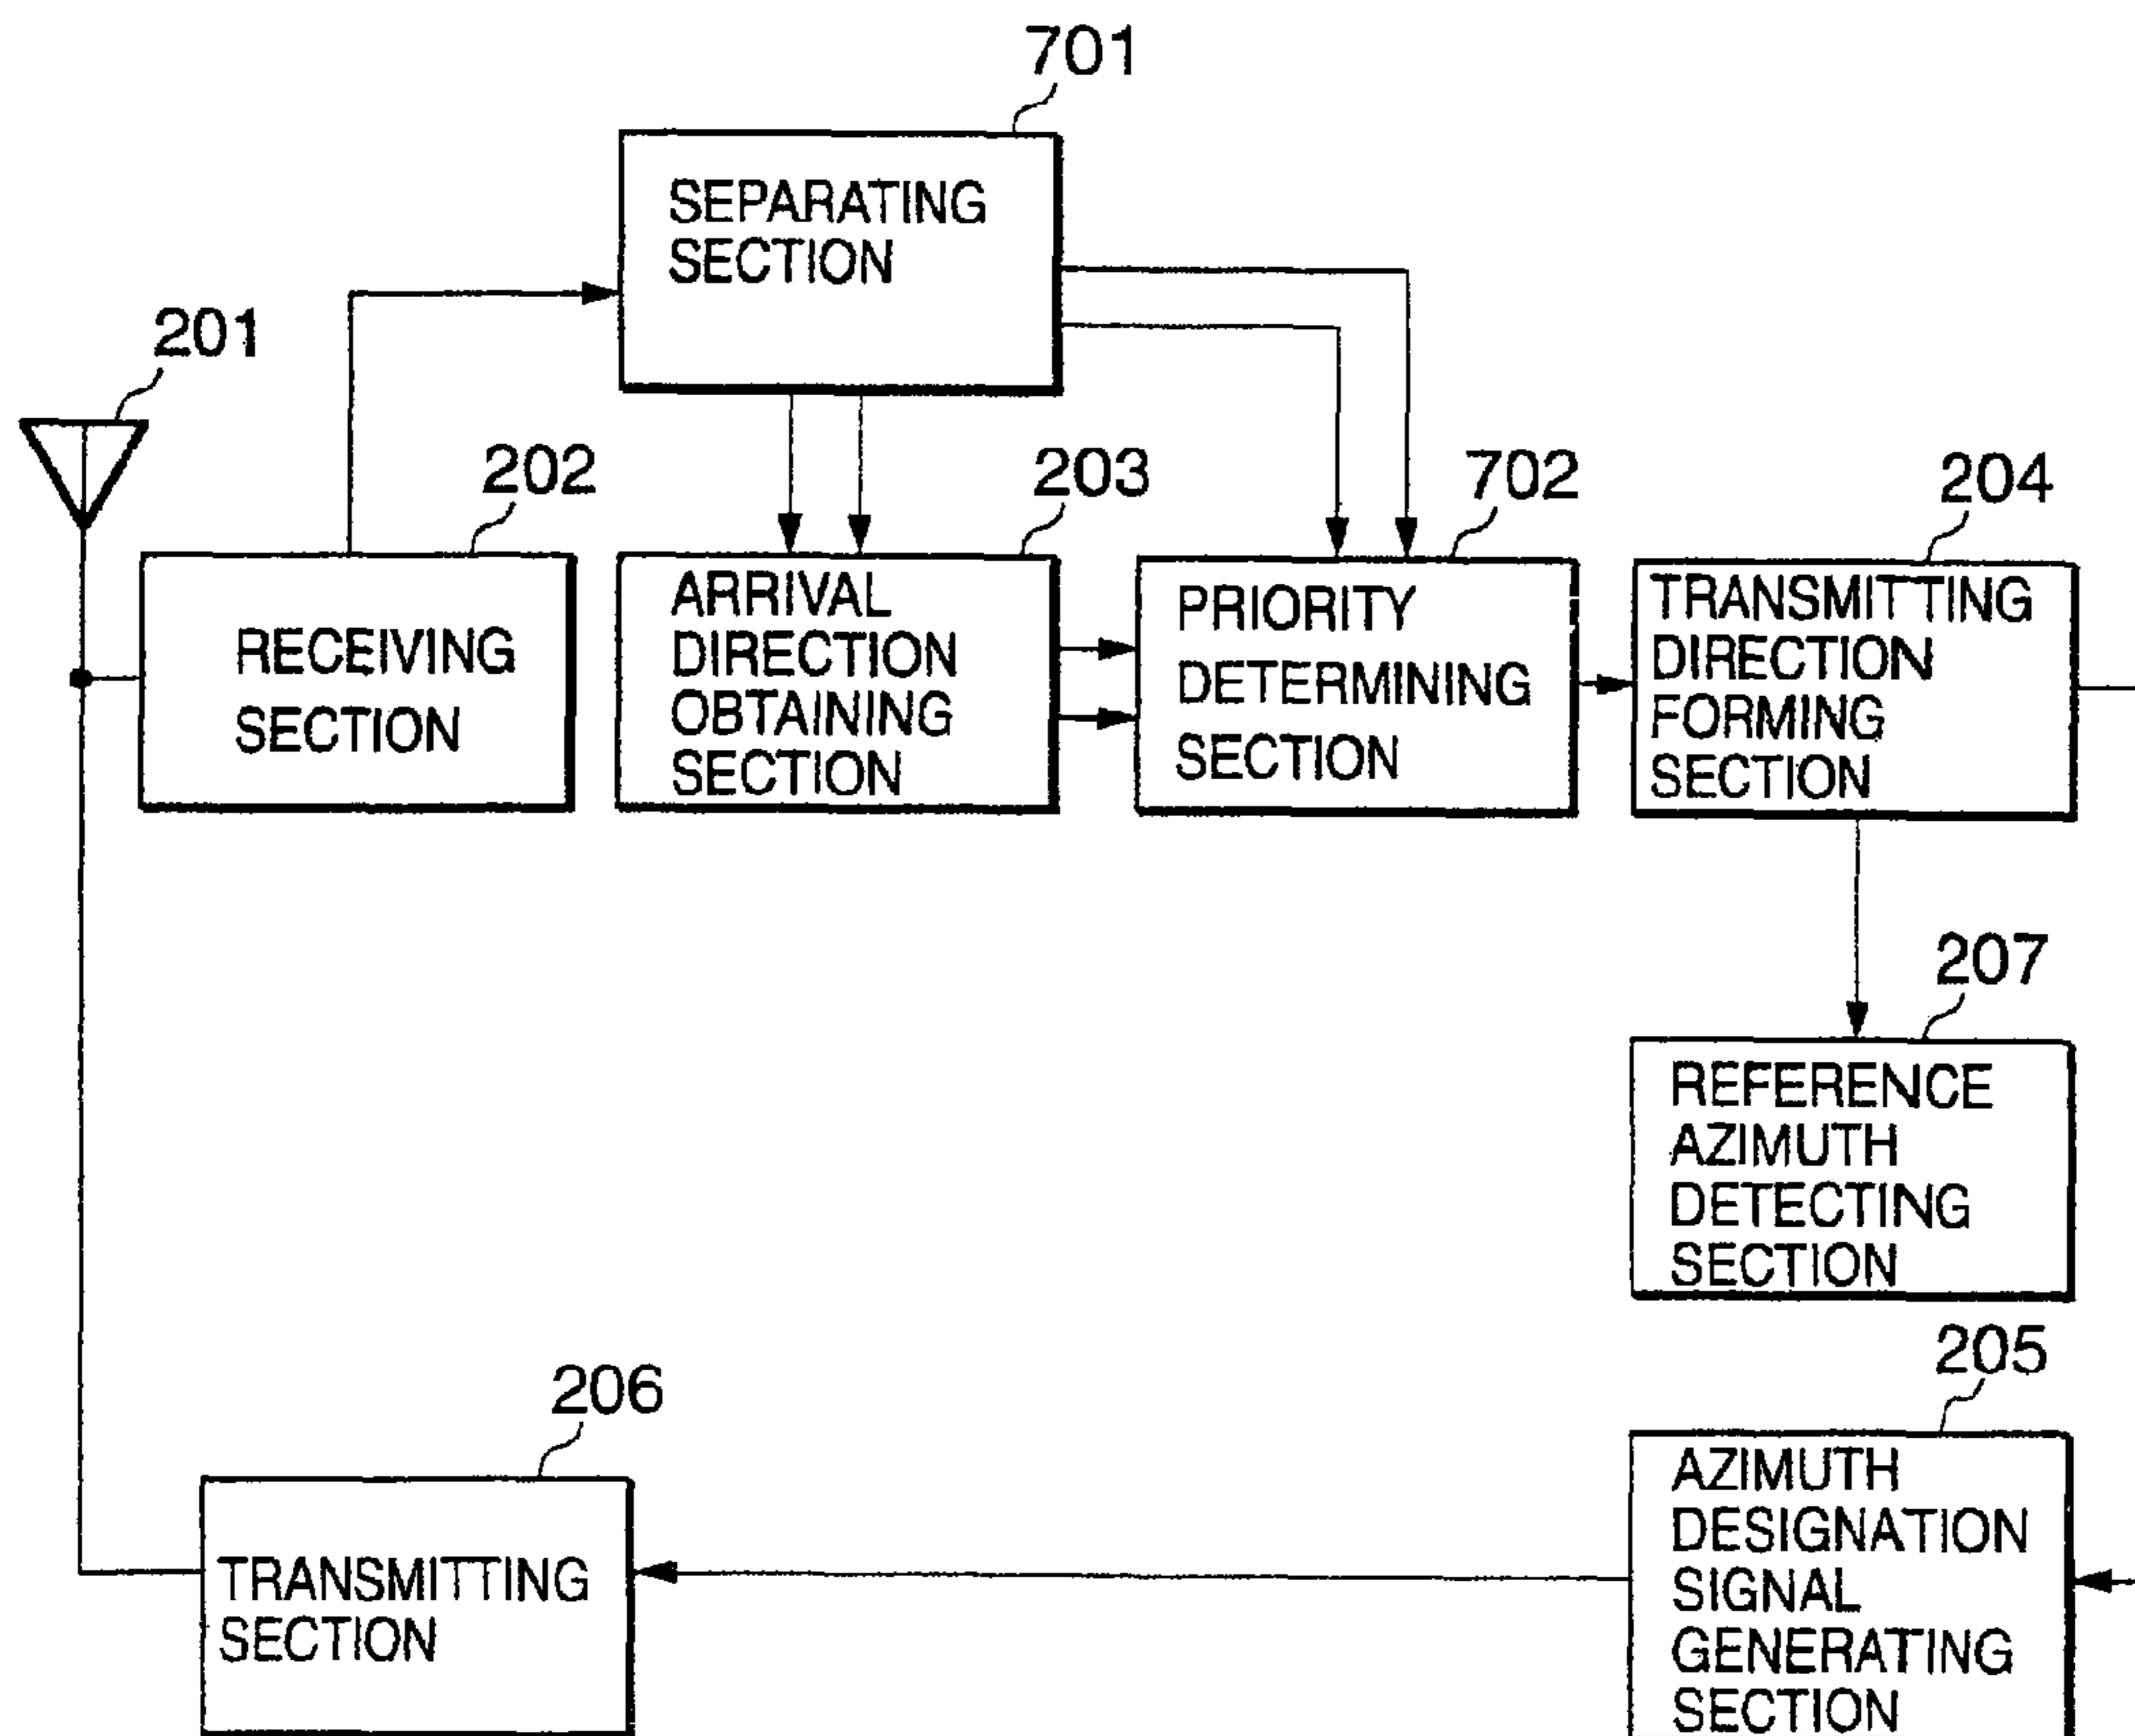 701
SEPARATING
SECTION
201
202
203
702
204
RECEIVING
SECTION
ARRIVAL
DIRECTION
OBTAINING
SECTION
PRIORITY
DETERMINING
SECTION
TRANSMITTING
DIRECTION
FORMING
SECTION
207
REFERENCE
AZIMUTH
DETECTING
SECTION
206
205
TRANSMITTING
SECTION
AZIMUTH
DESIGNATION
SIGNAL
GENERATING
SECTION